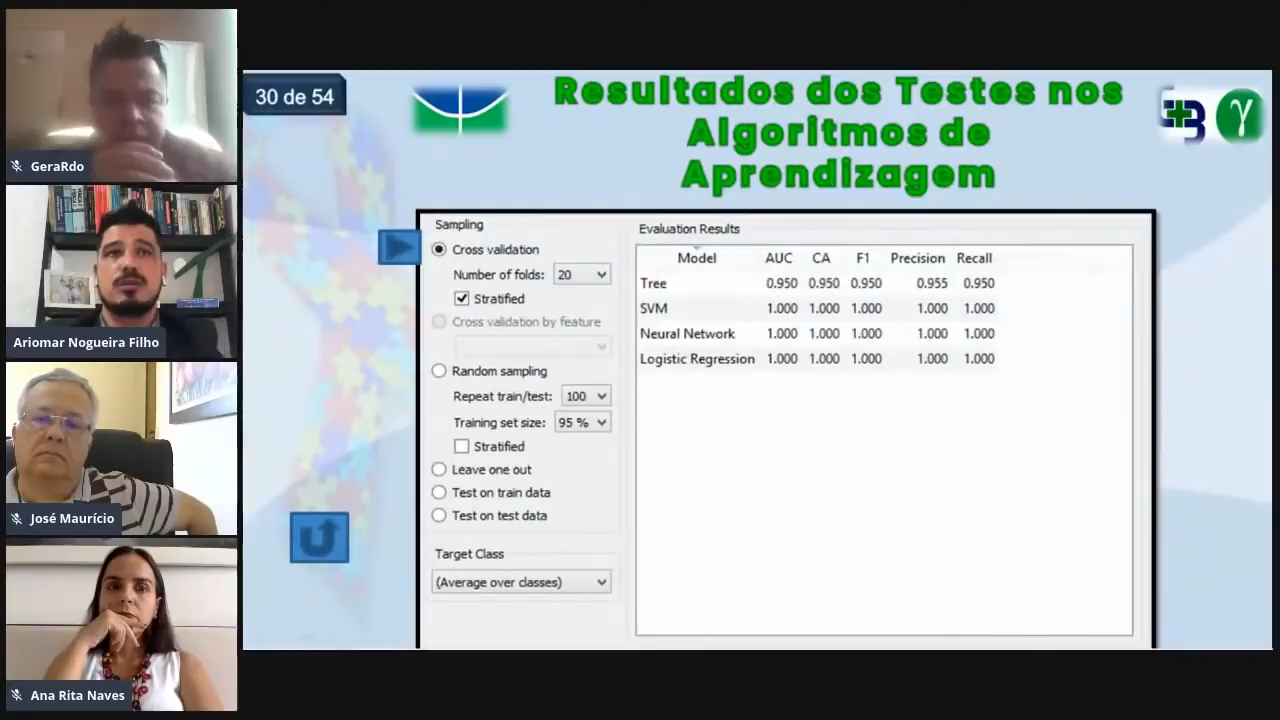 GeraRdo
Ariomar Nogueira Filho
José Maurício
Ana Rita Naves
30 de 54
Resultados dos Testes nos
Algoritmos de
Aprendizagem
Sampling
Cross validation
Number of folds: 20
Stratified
Cross validation by feature
Random sampling
Repeat train/test: 100
Training set size: 95 %
Stratified
Leave one out
Test on train data
Test on test data
Target Class
(Average over classes)
Evaluation Results
Model AUC CA F1 Precision Recall
Tree 0.950 0.950 0.950 0.955 0.950
SVM 1.000 1.000 1.000 1.000 1.000
Neural Network 1.000 1.000 1.000 1.000 1.000
Logistic Regression 1.000 1.000 1.000 1.000 1.000